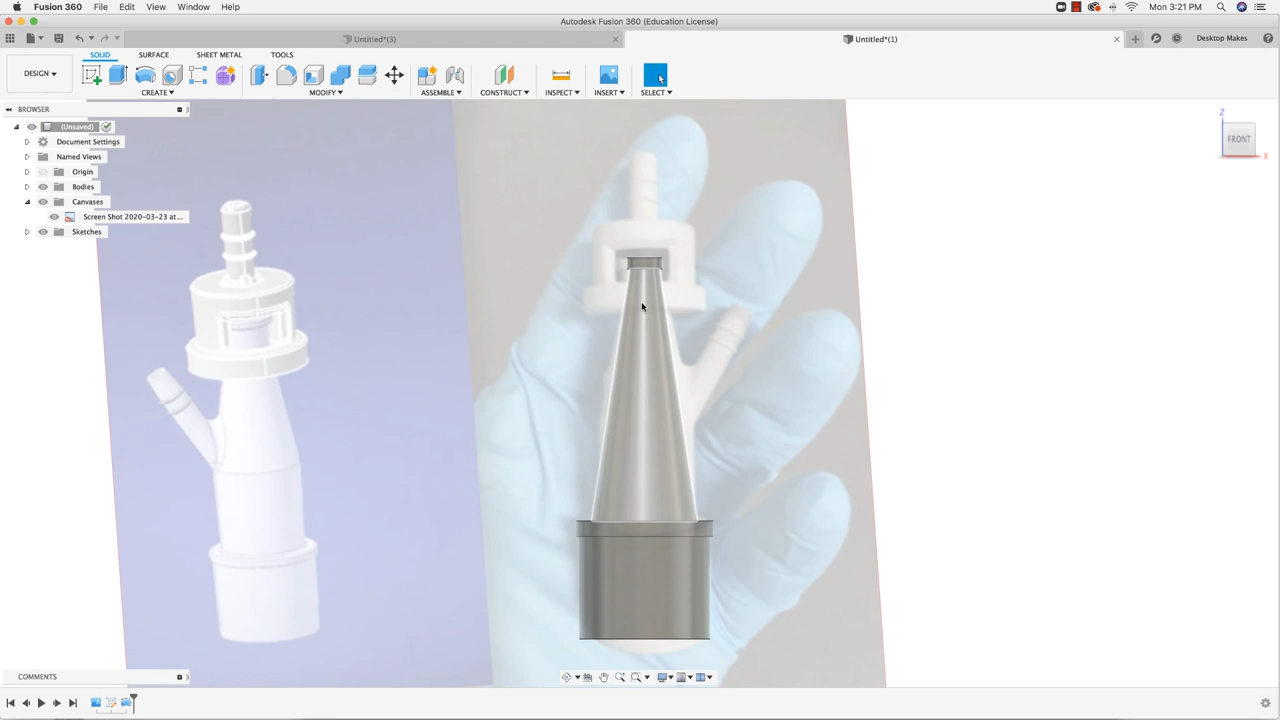 Fusion 360 File Edit View Window Help Mon 3:21 PM
Autodesk Fusion 360 (Education License)
Untitled*(3) Untitled*(1) Desktop Makes
SOLID SURFACE SHEET METAL TOOLS
DESIGN
CREATE MODIFY ASSEMBLE CONSTRUCT INSPECT INSERT SELECT
BROWSER
(Unsaved)
Document Settings
Named Views
Origin
Bodies
Canvases
Screen Shot 2020-03-23 at...
Sketches
Z
FRONT
X
COMMENTS